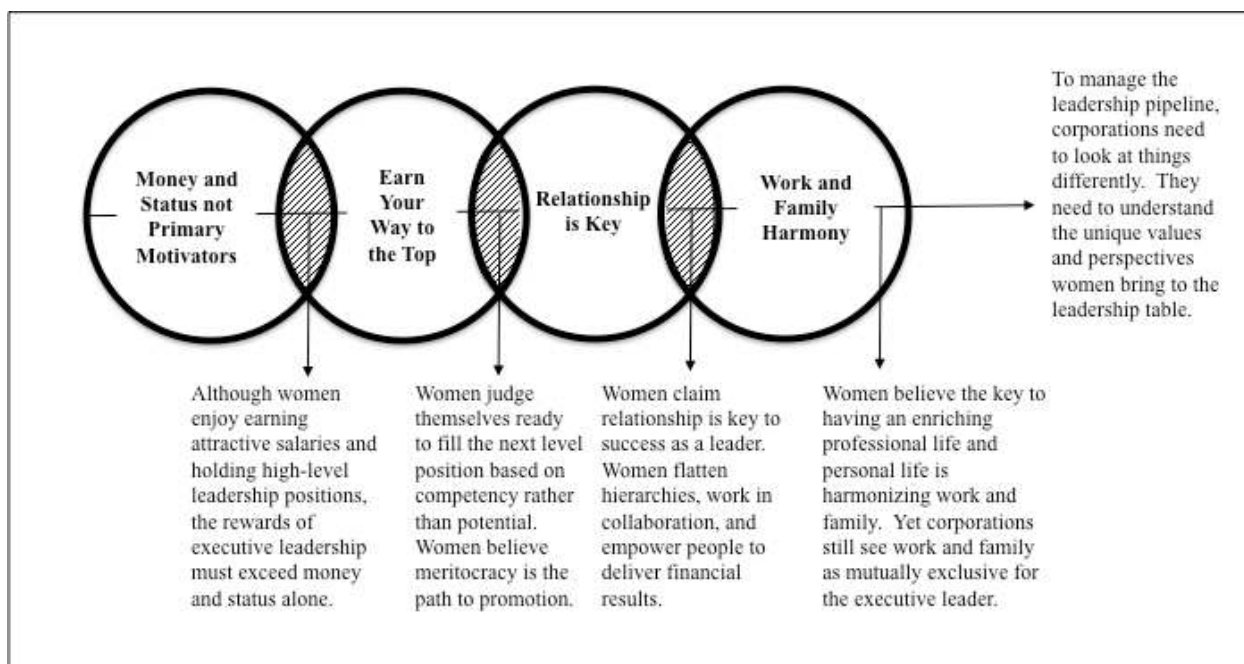 Money and
Status not
Primary
Motivators
Earn
Your
Way to
the Top
Relationship
is Key
Work and
Family
Harmony
To manage the
leadership pipeline,
corporations need
to look at things
differently.  They
need to understand
the unique values
and perspectives
women bring to the
leadership table.
Although women
enjoy earning
attractive salaries and
holding high-level
leadership positions,
the rewards of
executive leadership
must exceed money
and status alone.
Women judge
themselves ready
to fill the next level
position based on
competency rather
than potential.
Women believe
meritocracy is the
path to promotion.
Women claim
relationship is key to
success as a leader.
Women flatten
hierarchies, work in
collaboration, and
empower people to
deliver financial
results.
Women believe the key to
having an enriching
professional life and
personal life is
harmonizing work and
family.  Yet corporations
still see work and family
as mutually exclusive for
the executive leader.